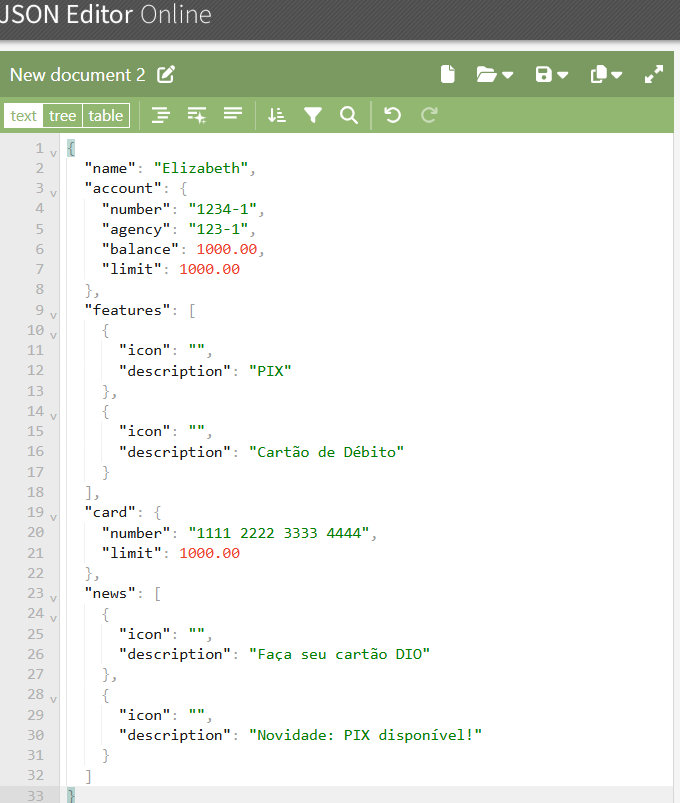 JSON Editor Online
New document 2
text tree table
1 {
2   "name": "Elizabeth",
3   "account": {
4     "number": "1234-1",
5     "agency": "123-1",
6     "balance": 1000.00,
7     "limit": 1000.00
8   },
9   "features": [
10     {
11       "icon": "",
12       "description": "PIX"
13     },
14     {
15       "icon": "",
16       "description": "Cartão de Débito"
17     }
18   ],
19   "card": {
20     "number": "1111 2222 3333 4444",
21     "limit": 1000.00
22   },
23   "news": [
24     {
25       "icon": "",
26       "description": "Faça seu cartão DIO"
27     },
28     {
29       "icon": "",
30       "description": "Novidade: PIX disponível!"
31     }
32   ]
33 }